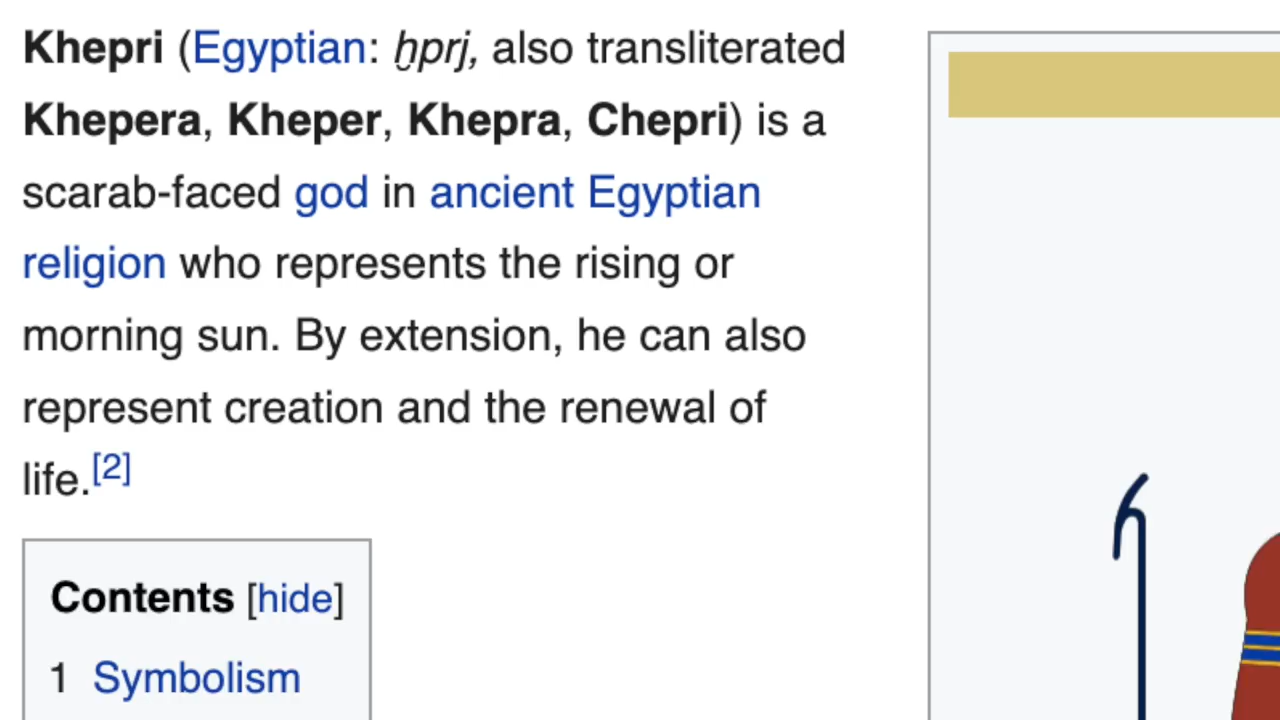 Khepri (Egyptian: ḫprj, also transliterated
Khepera, Kheper, Khepra, Chepri) is a
scarab-faced god in ancient Egyptian
religion who represents the rising or
morning sun. By extension, he can also
represent creation and the renewal of
life.[2]
Contents [hide]
1 Symbolism